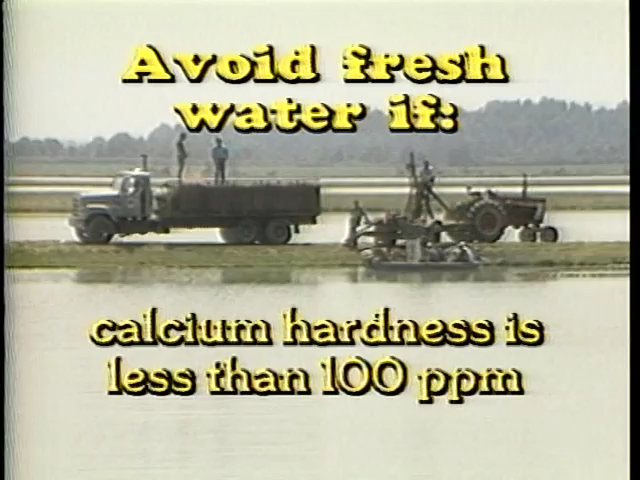 Avoid fresh
water if:
calcium hardness is
less than 100 ppm